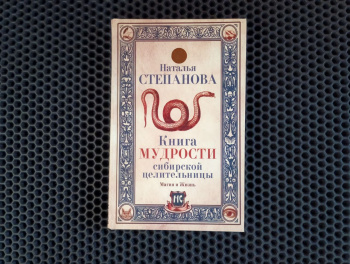 Наталья
СТЕПАНОВА
Книга
МУДРОСТИ
сибирской
целительницы
Магия и Жизнь